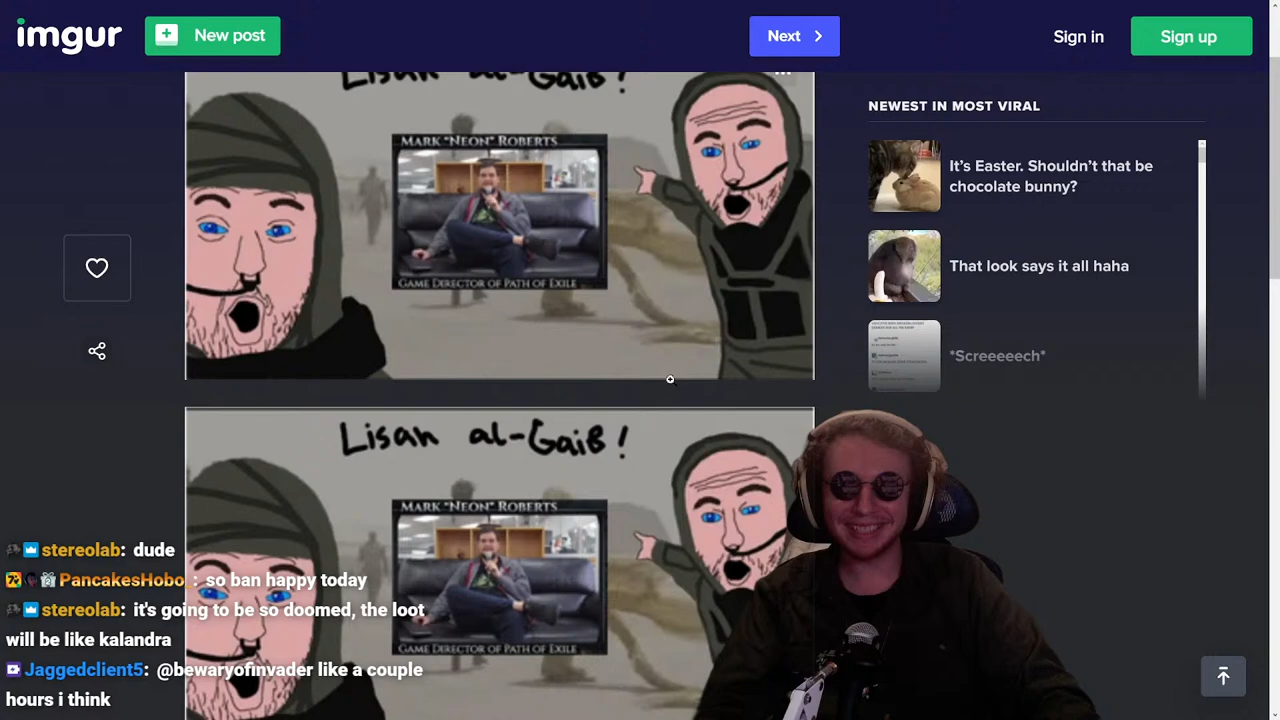 imgur
New post
Next
Sign in
Sign up
Lisan al-Gaib!
MARK "NEON" ROBERTS
GAME DIRECTOR OF PATH OF EXILE
NEWEST IN MOST VIRAL
It's Easter. Shouldn't that be
chocolate bunny?
That look says it all haha
*Screeeeech*
Lisan al-Gaib!
MARK "NEON" ROBERTS
GAME DIRECTOR OF PATH OF EXILE
stereolab: dude
PancakesHobo : so ban happy today
stereolab: it's going to be so doomed, the loot
will be like kalandra
Jaggedclient5: @bewaryofinvader like a couple
hours i think